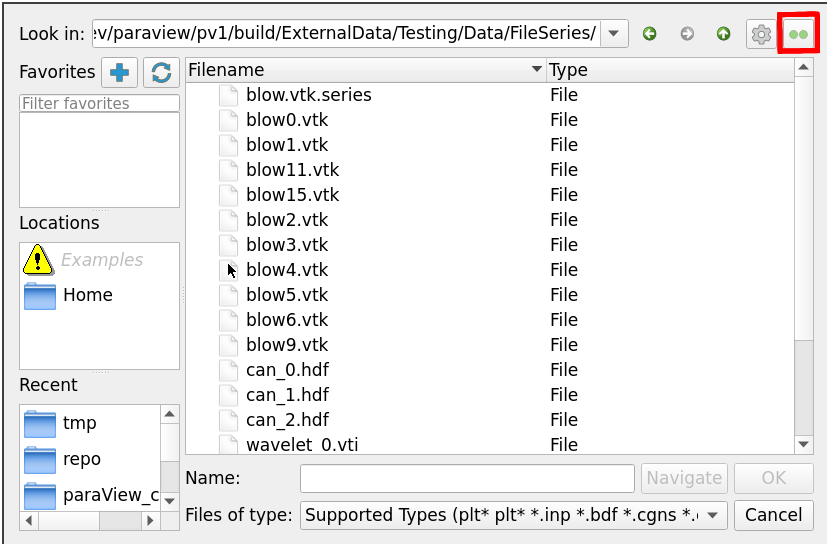 Look in: ev/paraview/pv1/build/ExternalData/Testing/Data/FileSeries/
Favorites
Filter favorites
Locations
Examples
Home
Recent
tmp
repo
paraView_c
Filename Type
blow.vtk.series File
blow0.vtk File
blow1.vtk File
blow11.vtk File
blow15.vtk File
blow2.vtk File
blow3.vtk File
blow4.vtk File
blow5.vtk File
blow6.vtk File
blow9.vtk File
can_0.hdf File
can_1.hdf File
can_2.hdf File
wavelet_0.vti File
Name: Navigate OK
Files of type: Supported Types (plt* plt* *.inp *.bdf *.cgns *.( Cancel